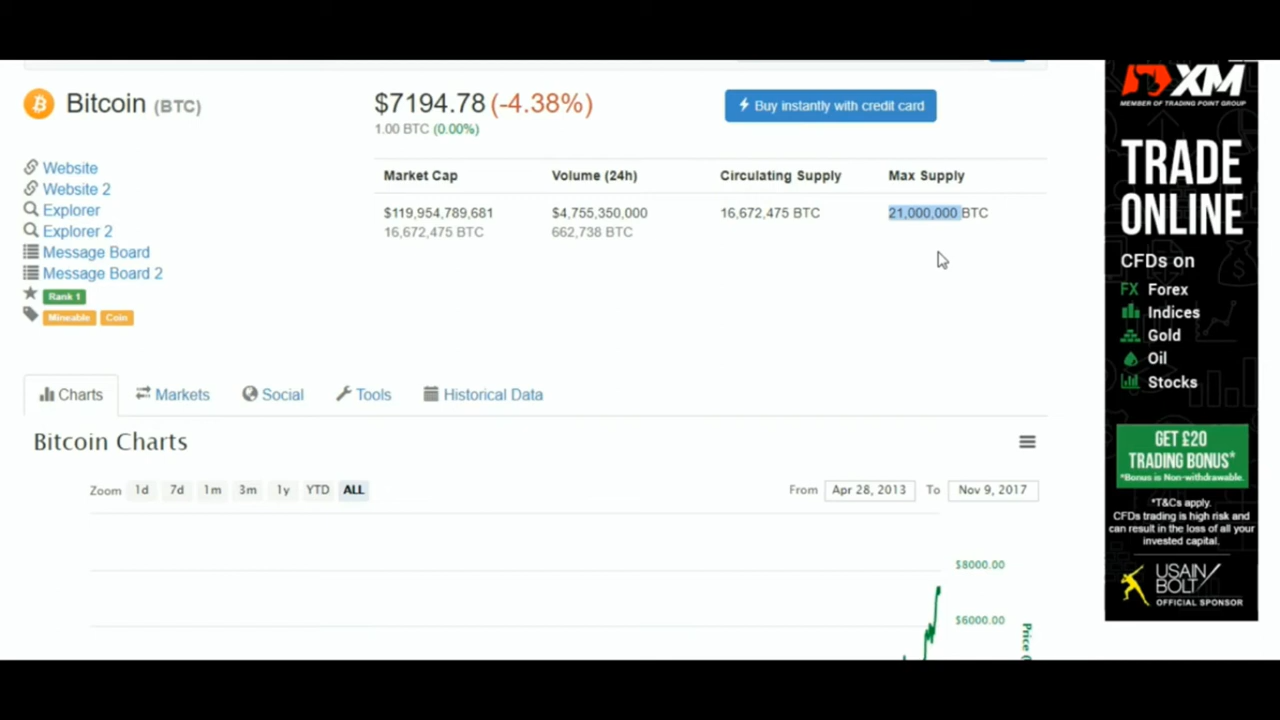 Bitcoin (BTC)
$7194.78 (-4.38%)
1.00 BTC (0.00%)
Buy instantly with credit card
Website
Website 2
Explorer
Explorer 2
Message Board
Message Board 2
Rank 1
Mineable Coin
Market Cap Volume (24h) Circulating Supply Max Supply
$119,954,789,681 $4,755,350,000 16,672,475 BTC 21,000,000 BTC
16,672,475 BTC 662,738 BTC
Charts Markets Social Tools Historical Data
Bitcoin Charts
Zoom 1d 7d 1m 3m 1y YTD ALL From Apr 28, 2013 To Nov 9, 2017
$8000.00
$6000.00
XM
MEMBER OF TRADING POINT GROUP
TRADE
ONLINE
CFDs on
FX Forex
Indices
Gold
Oil
Stocks
GET £20
TRADING BONUS*
*Bonus is Non-withdrawable.
*T&Cs apply.
CFDs trading is high risk and
can result in the loss of all your
invested capital.
USAIN
BOLT
OFFICIAL SPONSOR